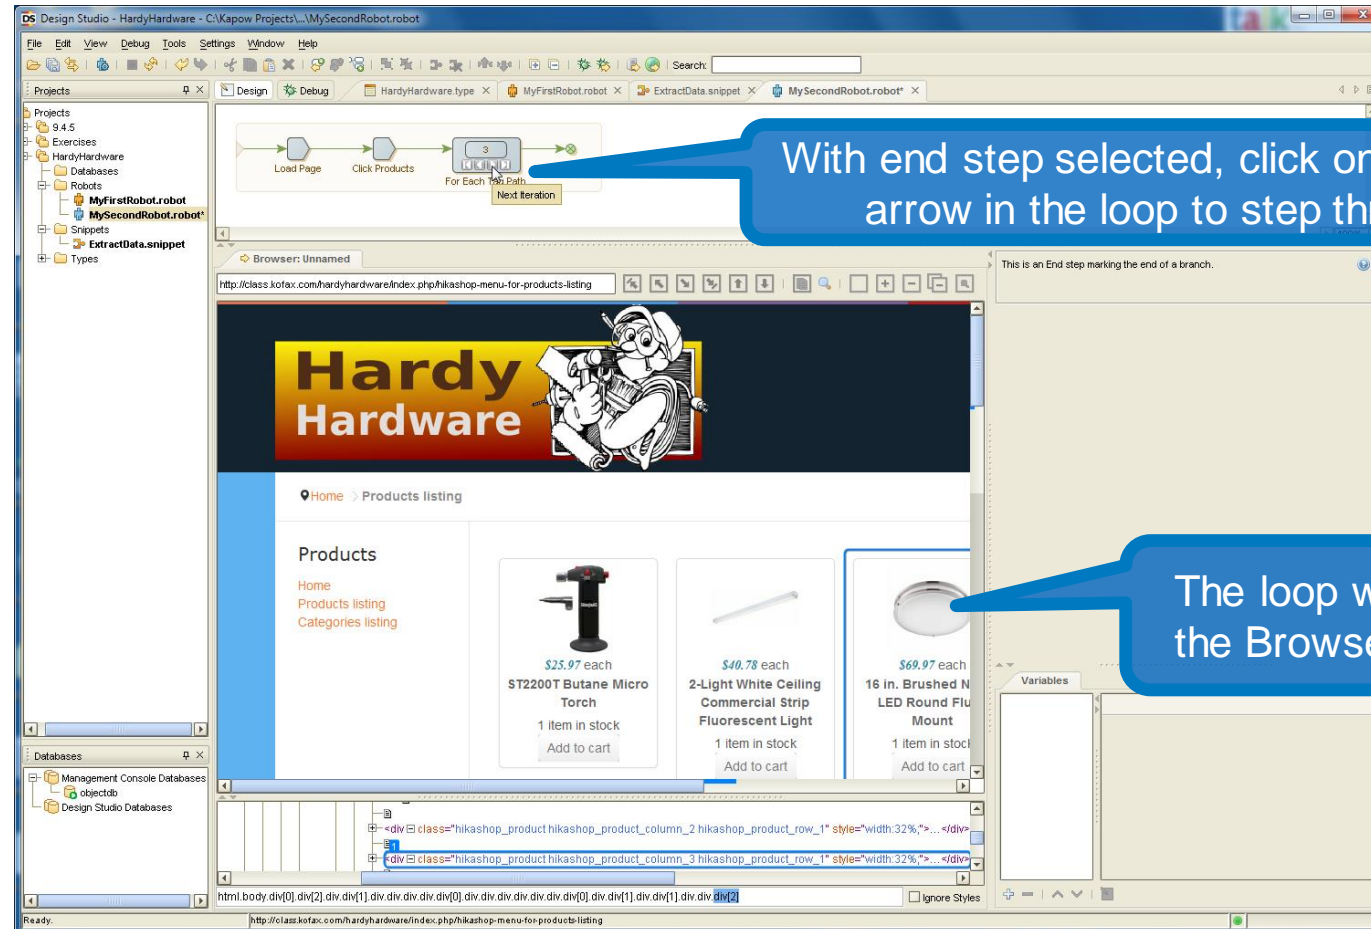 Design Studio - HardyHardware - C:\Kapow Projects\...\MySecondRobot.robot
File Edit View Debug Tools Settings Window Help
Search:
Projects
Design Debug HardyHardware.type MyFirstRobot.robot ExtractData.snippet MySecondRobot.robot*
Projects
9.4.5
Exercises
HardyHardware
Databases
Robots
MyFirstRobot.robot
MySecondRobot.robot*
Snippets
ExtractData.snippet
Types
Load Page
Click Products
3
For Each Tag Path
Next Iteration
With end step selected, click on
arrow in the loop to step thr
Browser: Unnamed
http://class.kofax.com/hardyhardware/index.php/hikashop-menu-for-products-listing
This is an End step marking the end of a branch.
Hardy
Hardware
Home > Products listing
Products
Home
Products listing
Categories listing
$25.97 each
ST2200T Butane Micro
Torch
1 item in stock
Add to cart
$40.78 each
2-Light White Ceiling
Commercial Strip
Fluorescent Light
1 item in stock
Add to cart
$69.97 each
16 in. Brushed N
LED Round Flu
Mount
1 item in stock
Add to cart
The loop w
the Browse
Variables
Databases
Management Console Databases
objectdb
Design Studio Databases
<div class="hikashop_product hikashop_product_column_2 hikashop_product_row_1" style="width:32%;">...</div>
1
<div class="hikashop_product hikashop_product_column_3 hikashop_product_row_1" style="width:32%;">...</div>
html.body.div[0].div[2].div.div[1].div.div.div.div.div[0].div.div.div.div.div.div[0].div.div[1].div.div[1].div.div.div[2]
Ignore Styles
Ready.
http://class.kofax.com/hardyhardware/index.php/hikashop-menu-for-products-listing